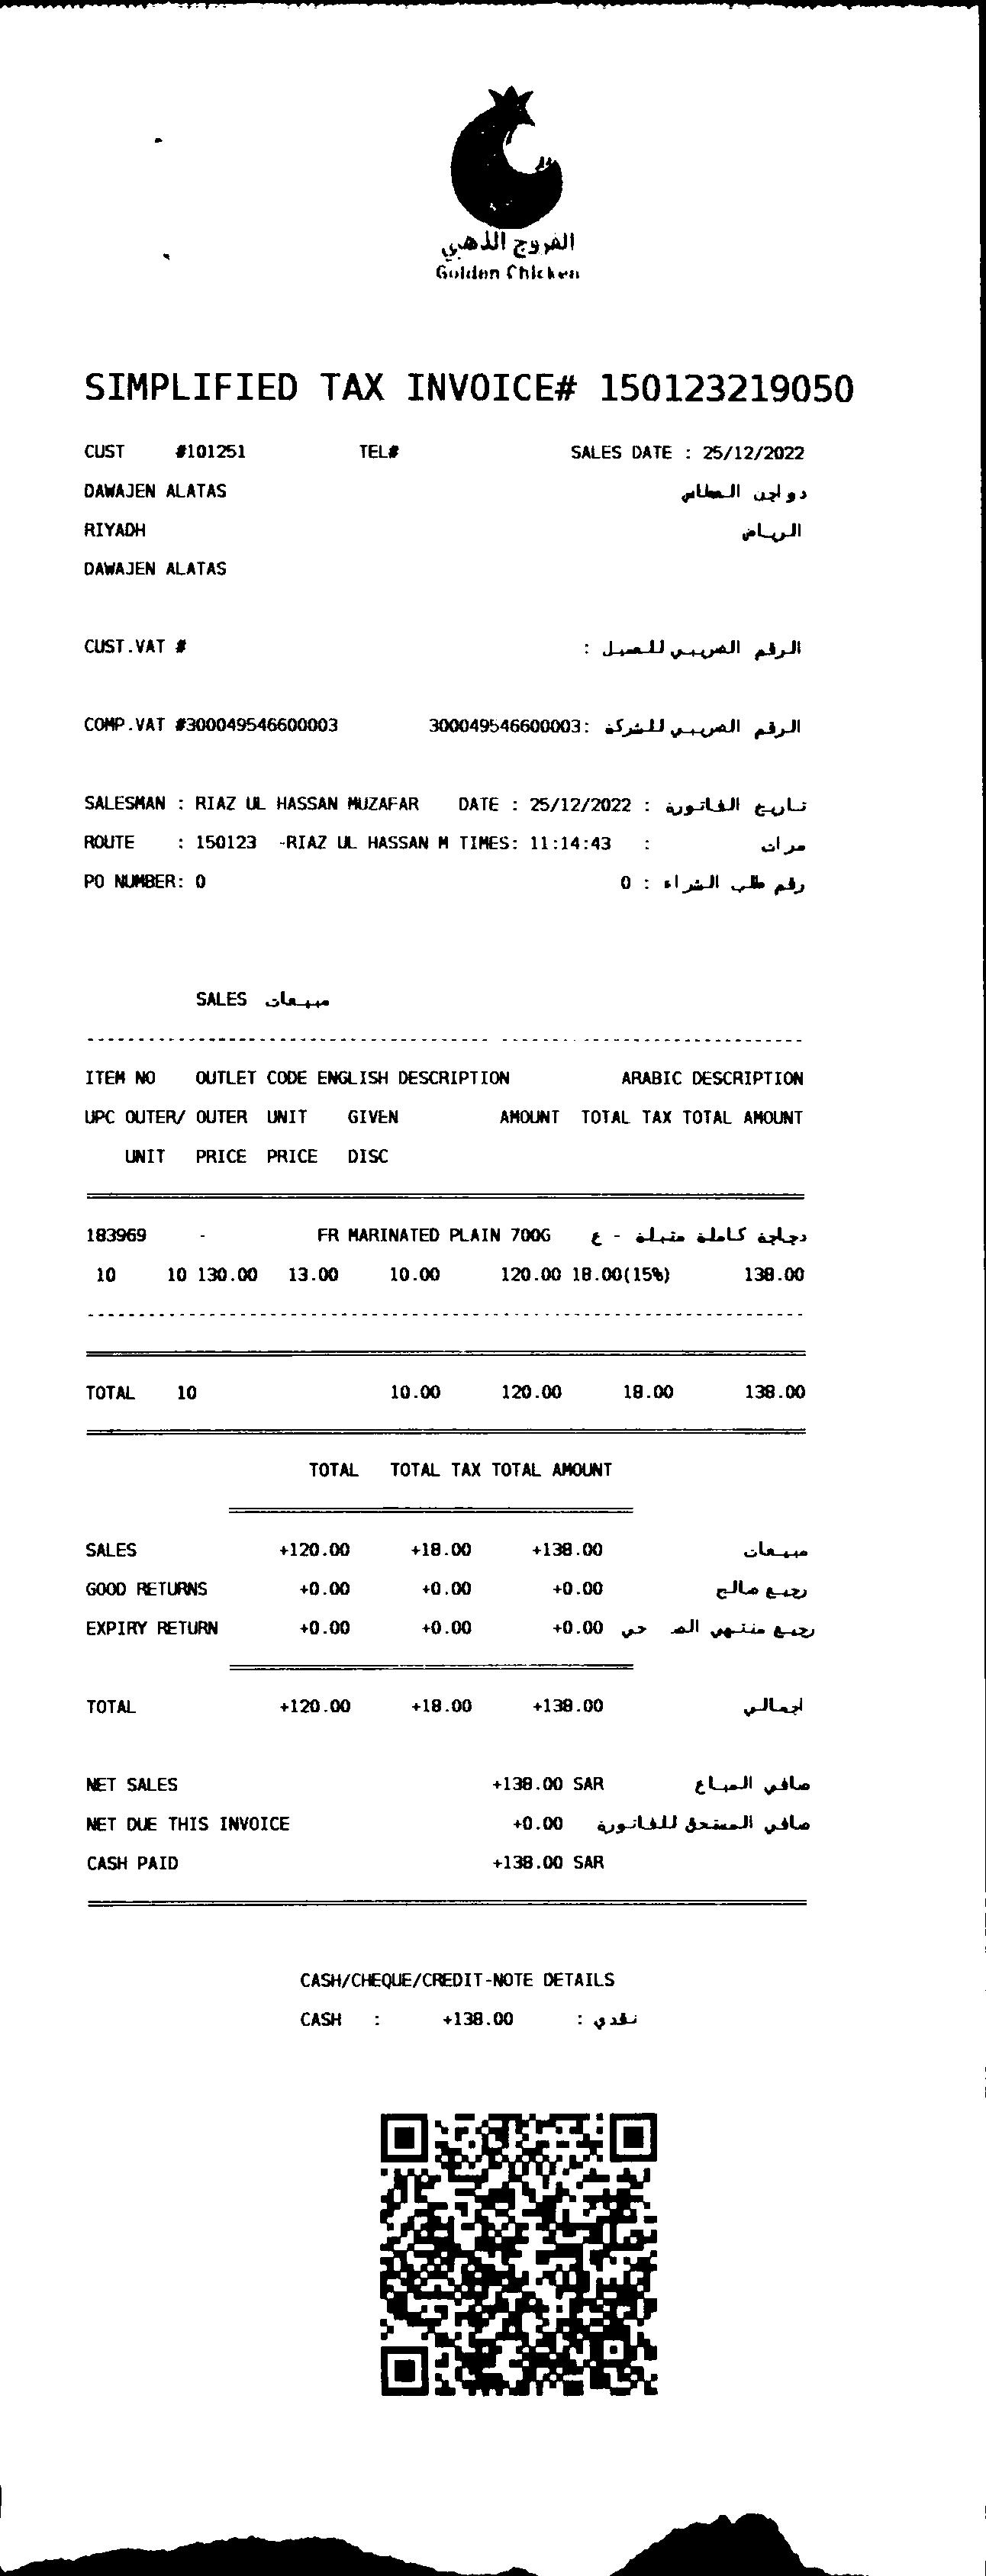 الفروج الذهبي
Golden Chicken
SIMPLIFIED TAX INVOICE# 150123219050
CUST #101251 TEL# SALES DATE : 25/12/2022
DAWAJEN ALATAS دواجن العطاس
RIYADH الرياض
DAWAJEN ALATAS
CUST.VAT # الرقم الضريبي للعميل :
COMP.VAT #300049546600003 300049546600003: الرقم الضريبي للشركة
SALESMAN : RIAZ UL HASSAN MUZAFAR DATE : 25/12/2022 : تاريخ الفاتورة
ROUTE : 150123 -RIAZ UL HASSAN M TIMES: 11:14:43 : مرات
PO NUMBER: 0 0 : رقم طلب الشراء
SALES مبيعات
ITEM NO OUTLET CODE ENGLISH DESCRIPTION ARABIC DESCRIPTION
UPC OUTER/ OUTER UNIT GIVEN AMOUNT TOTAL TAX TOTAL AMOUNT
UNIT PRICE PRICE DISC
183969 - FR MARINATED PLAIN 700G دجاجة كاملة متبلة - ع
10 10 130.00 13.00 10.00 120.00 18.00(15%) 138.00
TOTAL 10 10.00 120.00 18.00 138.00
TOTAL TOTAL TAX TOTAL AMOUNT
SALES +120.00 +18.00 +138.00 مبيعات
GOOD RETURNS +0.00 +0.00 +0.00 رجيع صالح
EXPIRY RETURN +0.00 +0.00 +0.00 رجيع منتهي الص حي
TOTAL +120.00 +18.00 +138.00 اجمالي
NET SALES +138.00 SAR صافي المباع
NET DUE THIS INVOICE +0.00 صافي المستحق للفاتورة
CASH PAID +138.00 SAR
CASH/CHEQUE/CREDIT-NOTE DETAILS
CASH : +138.00 : نقدي